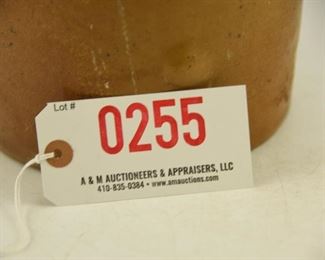 Lot #
0255
A & M AUCTIONEERS & APPRAISERS, LLC
410-835-0384 • www.amauctions.com